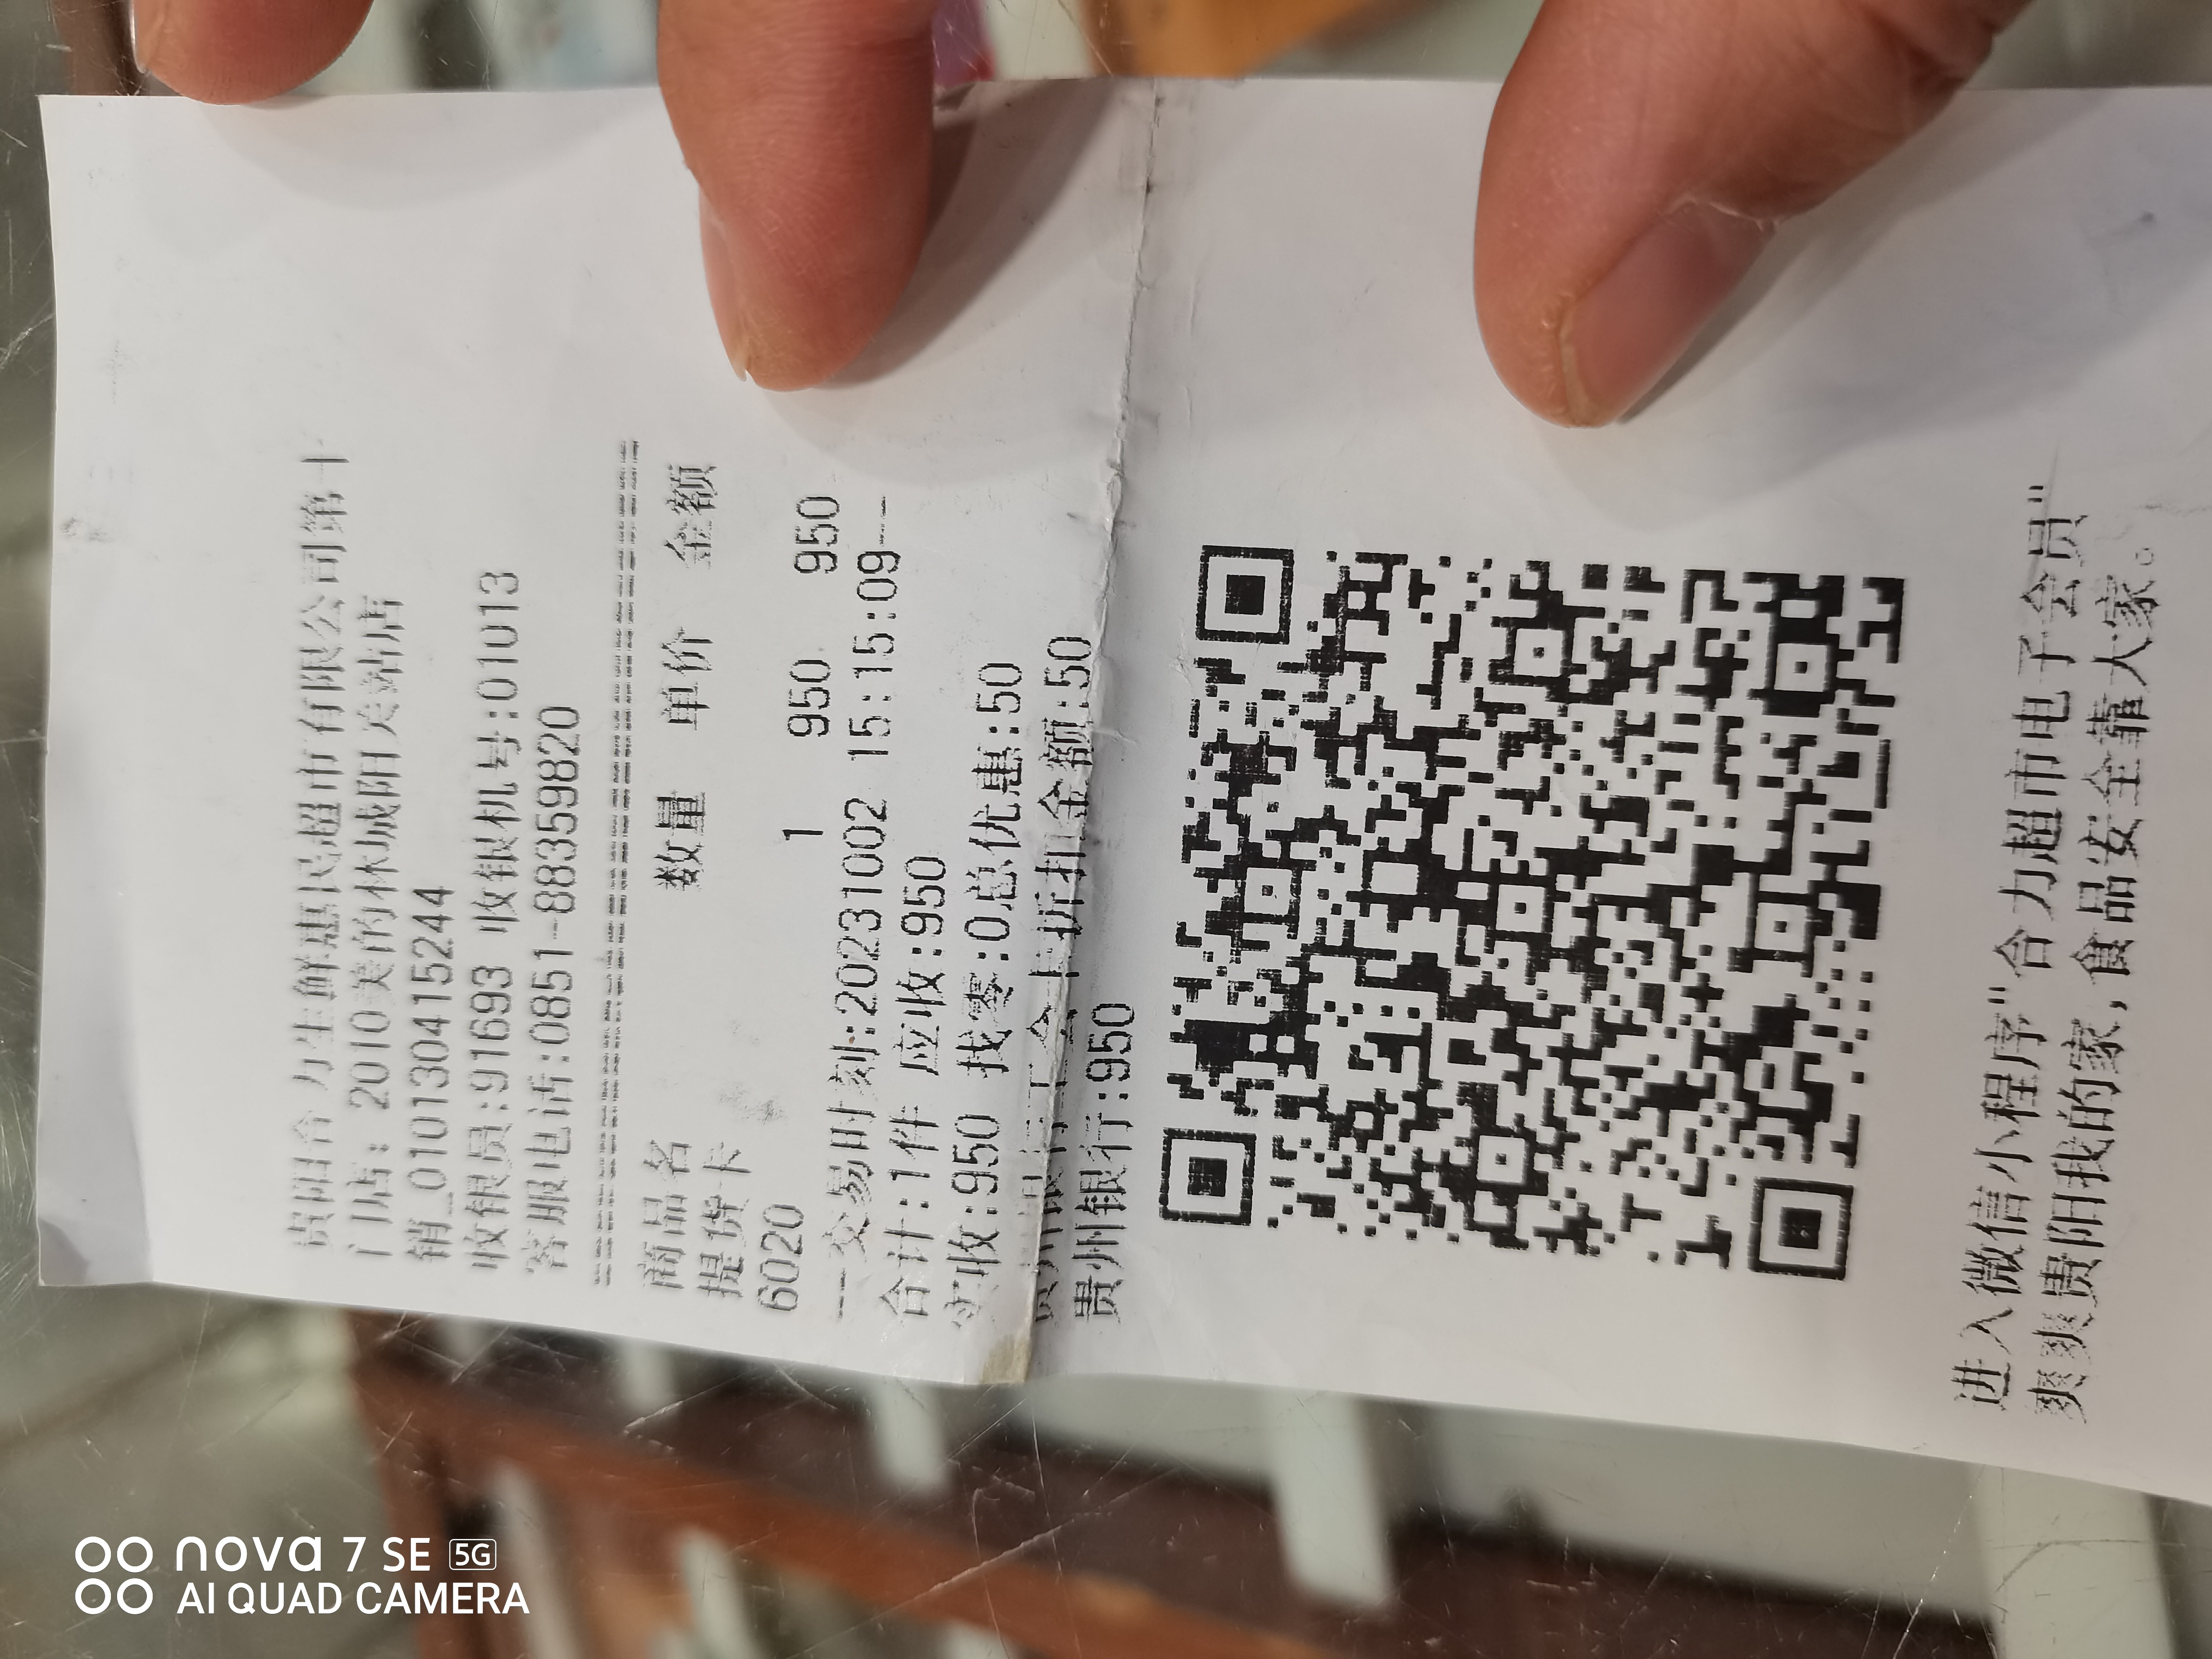 贵阳合力生鲜惠民超市有限公司第十
门店: 2010美的林城阳关站店
销_0101304152​44
收银员:91693 收银机号:01013
客服电话:0851-88359820
商品名 数量 单价 金额
提货卡
6020 1 950 950
---交易时刻:20231002 15:15:09---
合计:1件 应收:950
实收:950 找零:0总优惠:50
折扣金额:50
贵州银行:950
进入微信小程序"合力超市电子会员"
爽爽贵阳我的家,食品安全靠大家。
nova 7 SE 5G
AI QUAD CAMERA